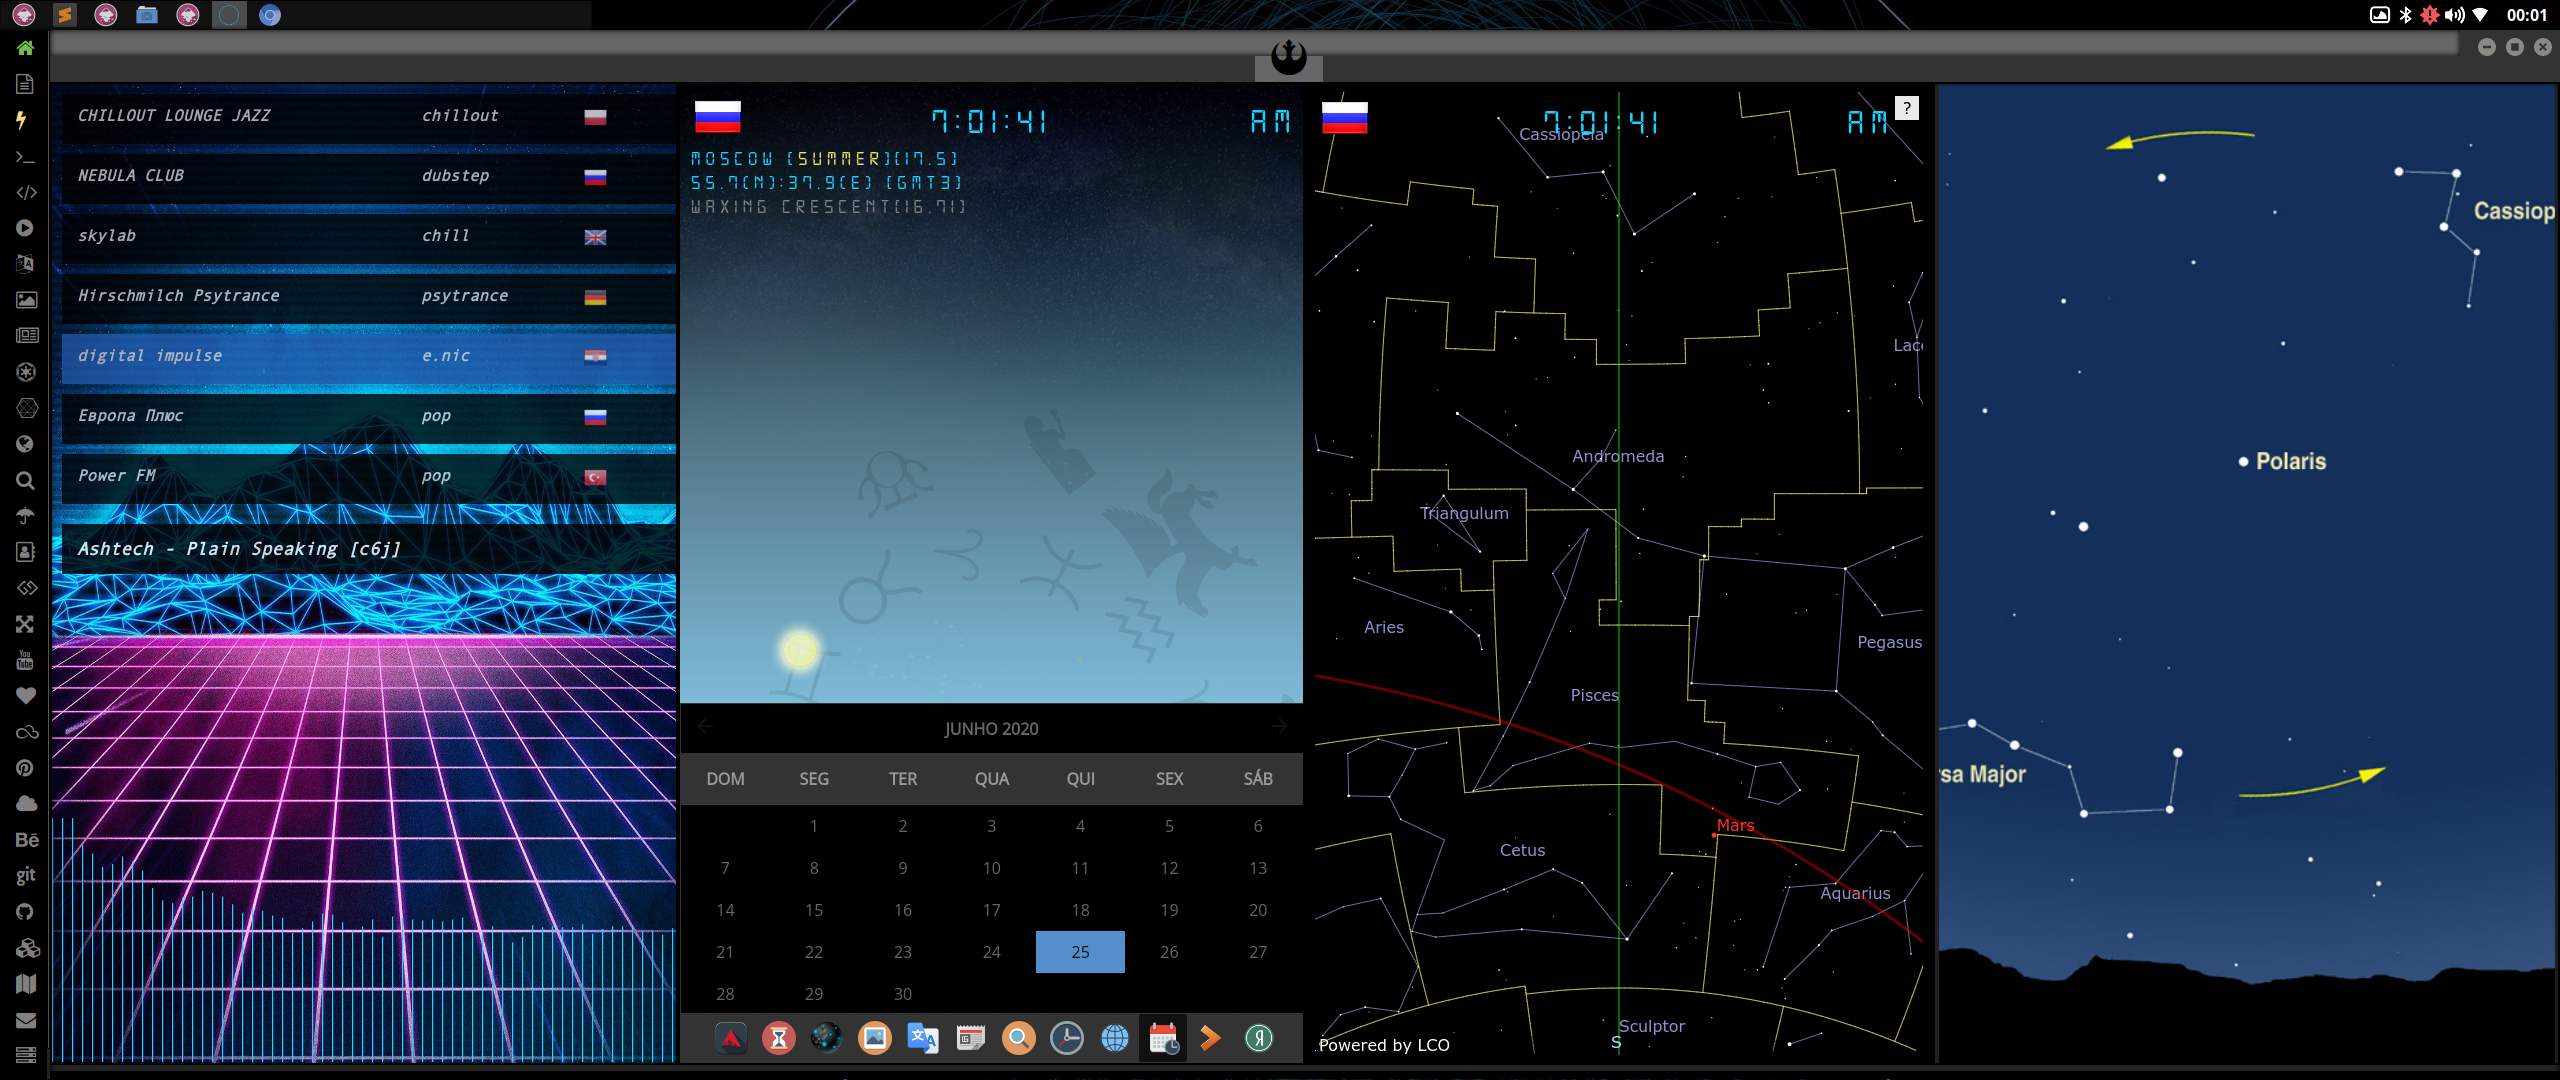 00:01
CHILLOUT LOUNGE JAZZ chillout
NEBULA CLUB dubstep
skylab chill
Hirschmilch Psytrance psytrance
digital impulse e.nic
Европа Плюс pop
Power FM pop
Ashtech - Plain Speaking [c6j]
You
Tube
Bē
git
7:01:41 AM
MOSCOW [SUMMER][17.5]
55.7(N):37.9(E) [GMT3]
WAXING CRESCENT[16.71]
JUNHO 2020
DOM SEG TER QUA QUI SEX SÁB
1 2 3 4 5 6
7 8 9 10 11 12 13
14 15 16 17 18 19 20
21 22 23 24 25 26 27
28 29 30
7:01:41 AM
?
Cassiopeia
Lac
Andromeda
Triangulum
Aries
Pegasus
Pisces
Mars
Cetus
Aquarius
Sculptor
S
Powered by LCO
Cassiop
Polaris
sa Major